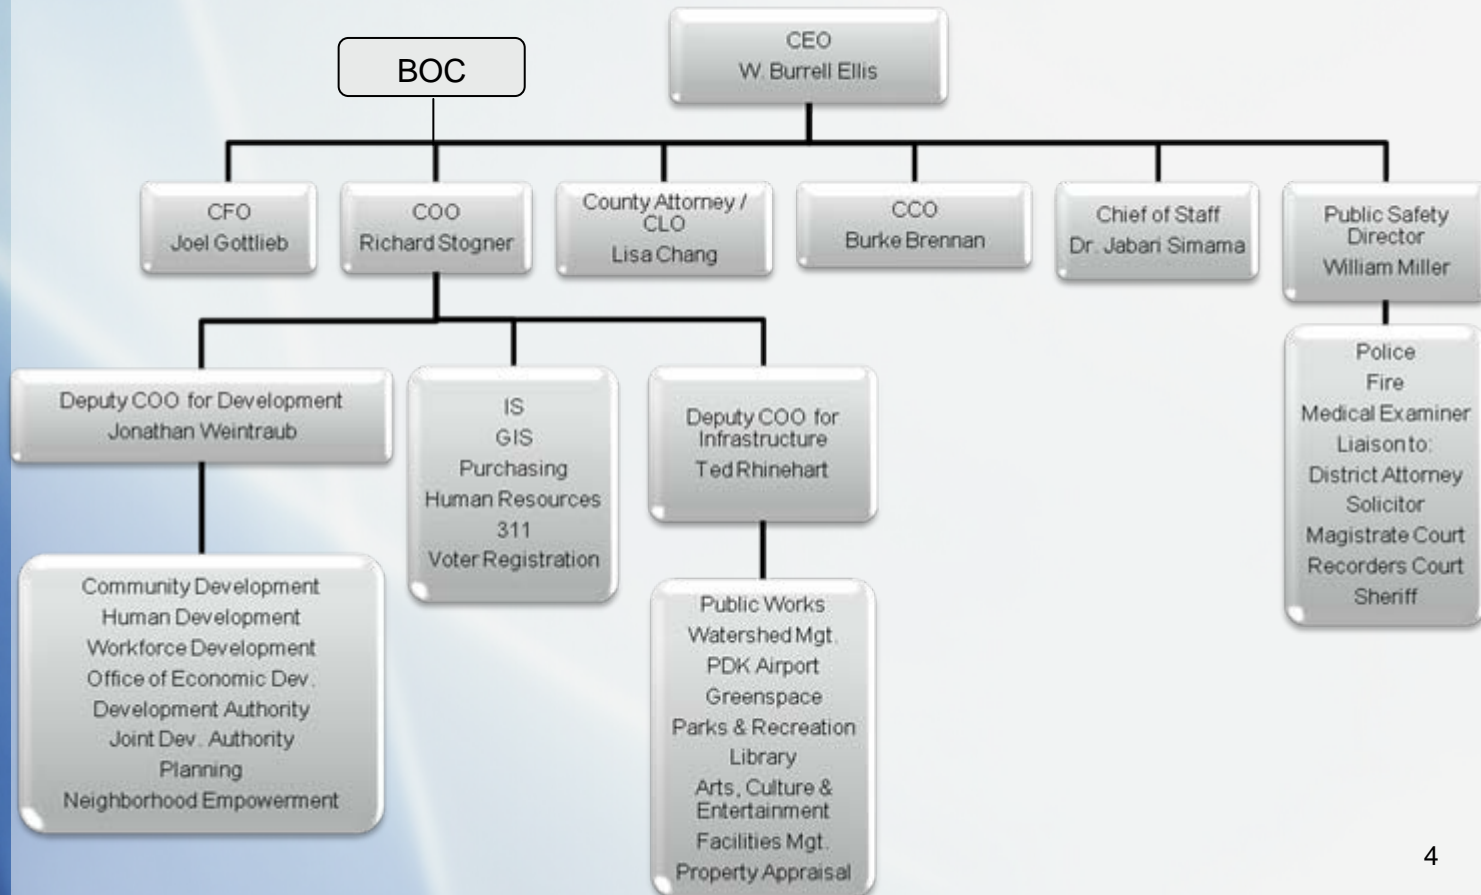 BOC
CEO
W. Burrell Ellis
CFO
Joel Gottlieb
COO
Richard Stogner
County Attorney /
CLO
Lisa Chang
CCO
Burke Brennan
Chief of Staff
Dr. Jabari Simama
Public Safety
Director
William Miller
Deputy COO for Development
Jonathan Weintraub
IS
GIS
Purchasing
Human Resources
311
Voter Registration
Deputy COO for
Infrastructure
Ted Rhinehart
Police
Fire
Medical Examiner
Liaison to:
District Attorney
Solicitor
Magistrate Court
Recorders Court
Sheriff
Community Development
Human Development
Workforce Development
Office of Economic Dev.
Development Authority
Joint Dev. Authority
Planning
Neighborhood Empowerment
Public Works
Watershed Mgt.
PDK Airport
Greenspace
Parks & Recreation
Library
Arts, Culture &
Entertainment
Facilities Mgt.
Property Appraisal
4